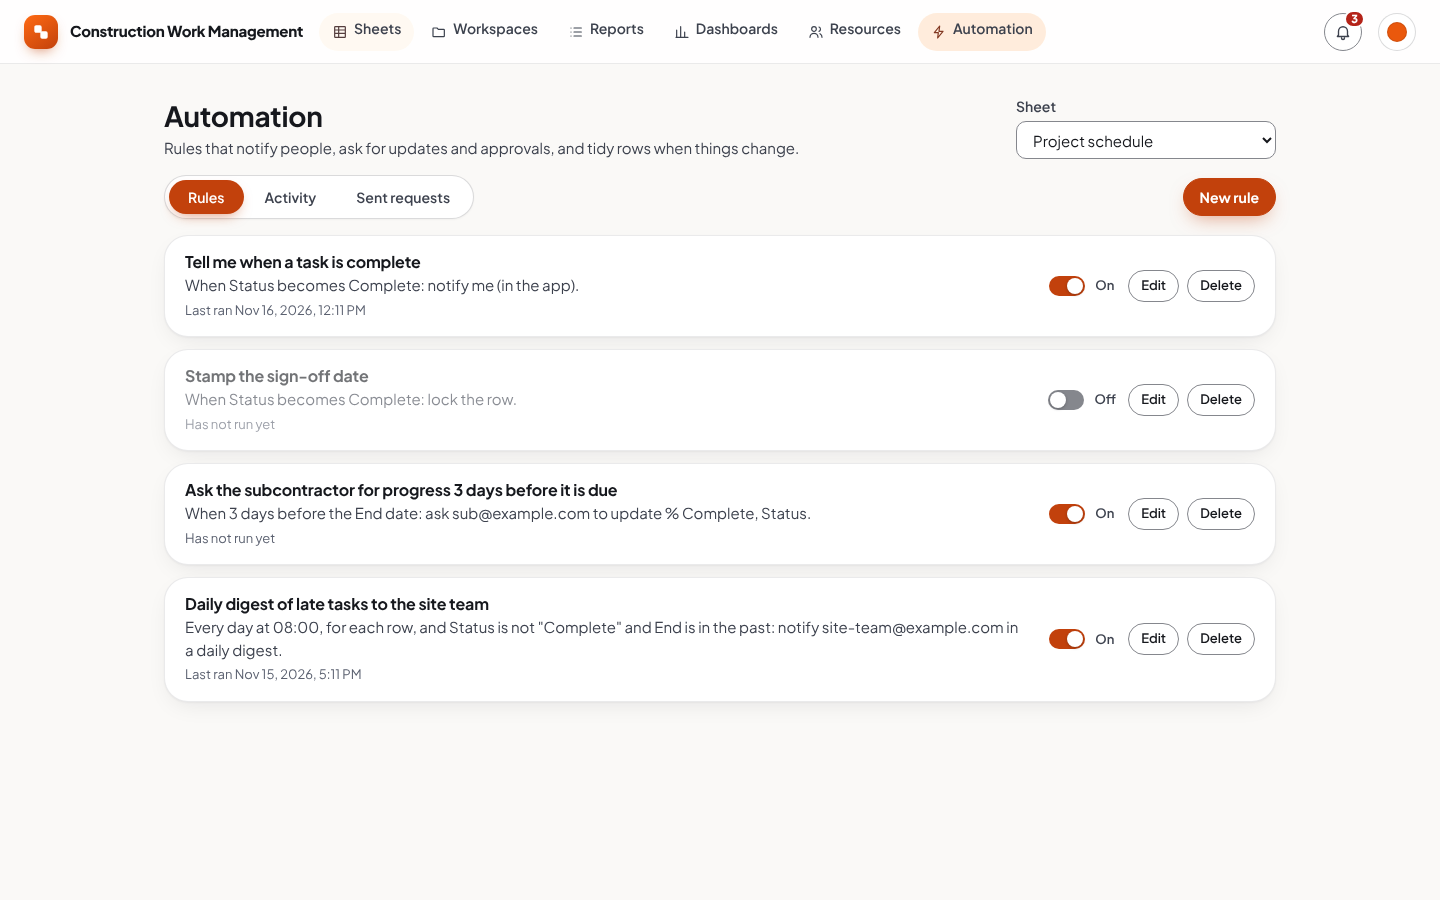 Construction Work Management
Sheets
Workspaces
Reports
Dashboards
Resources
Automation
3
Automation
Rules that notify people, ask for updates and approvals, and tidy rows when things change.
Sheet
Project schedule
Rules
Activity
Sent requests
New rule
Tell me when a task is complete
When Status becomes Complete: notify me (in the app).
Last ran Nov 16, 2026, 12:11 PM
On
Edit
Delete
Stamp the sign-off date
When Status becomes Complete: lock the row.
Has not run yet
Off
Edit
Delete
Ask the subcontractor for progress 3 days before it is due
When 3 days before the End date: ask sub@example.com to update % Complete, Status.
Has not run yet
On
Edit
Delete
Daily digest of late tasks to the site team
Every day at 08:00, for each row, and Status is not "Complete" and End is in the past: notify site-team@example.com in
a daily digest.
Last ran Nov 15, 2026, 5:11 PM
On
Edit
Delete